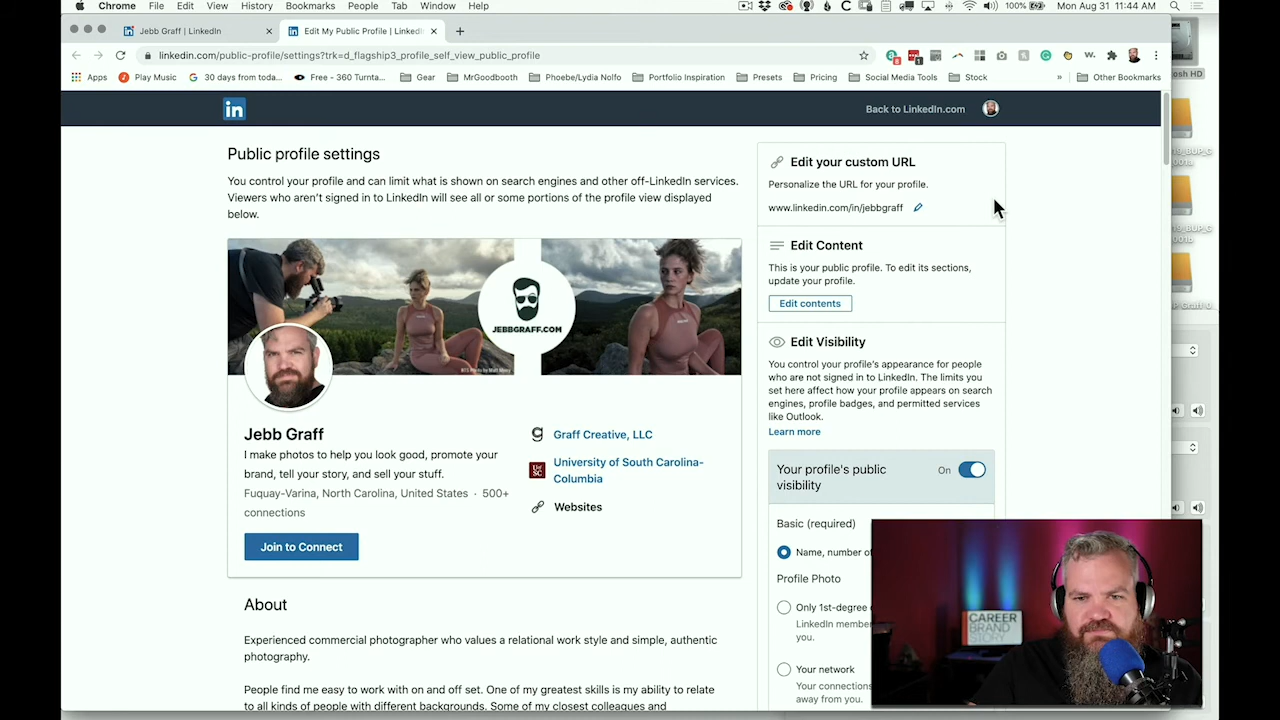 Chrome File Edit View History Bookmarks People Tab Window Help
100% Mon Aug 31 11:44 AM
Jebb Graff | LinkedIn
Edit My Public Profile | LinkedIn
linkedin.com/public-profile/settings?trk=d_flagship3_profile_self_view_public_profile
Apps Play Music 30 days from today... Free - 360 Turnta... Gear MrGoodbooth Phoebe/Lydia Nolfo Portfolio Inspiration Presets Pricing Social Media Tools Stock » Other Bookmarks
in
Back to LinkedIn.com
Public profile settings
You control your profile and can limit what is shown on search
engines and other off-LinkedIn services.
Viewers who aren't signed in to LinkedIn will see all or some portions of the profile view displayed
below.
JEBBGRAFF.COM
BTS Photo by Matt Morey
Jebb Graff
I make photos to help you look good, promote your
brand, tell your story, and sell your stuff.
Fuquay-Varina, North Carolina, United States · 500+
connections
Join to Connect
Graff Creative, LLC
University of South Carolina-
Columbia
Websites
About
Experienced commercial photographer who values a relational work style and simple, authentic
photography.
People find me easy to work with on and off set. One of my greatest skills is my ability to relate
to all kinds of people with different backgrounds. Some of my closest colleagues and
Edit your custom URL
Personalize the URL for your profile.
www.linkedin.com/in/jebbgraff
Edit Content
This is your public profile. To edit its sections,
update your profile.
Edit contents
Edit Visibility
You control your profile's appearance for people
who are not signed in to LinkedIn. The limits you
set here affect how your profile appears on search
engines, profile badges, and permitted services
like Outlook.
Learn more
Your profile's public
visibility
On
Basic (required)
Name, number of
Profile Photo
Only 1st-degree
LinkedIn membe
you.
Your network
Your connections
away from you.
CAREER
BRAND
STORY